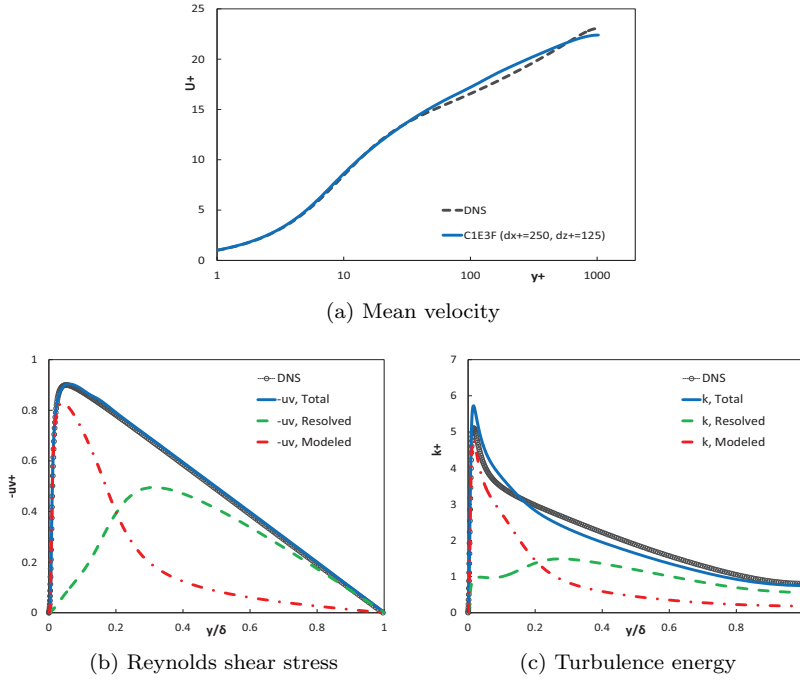 25
20
15
10
5
0
U+
DNS
C1E3F (dx+=250, dz+=125)
1 10 100 1000
y+
(a) Mean velocity
1
0.8
0.6
0.4
0.2
0
-uv+
DNS
-uv, Total
-uv, Resolved
-uv, Modeled
0 0.2 0.4 0.6 0.8 1
y/δ
(b) Reynolds shear stress
7
6
5
4
3
2
1
0
k+
DNS
k, Total
k, Resolved
k, Modeled
0 0.2 0.4 0.6 0.8
y/δ
(c) Turbulence energy